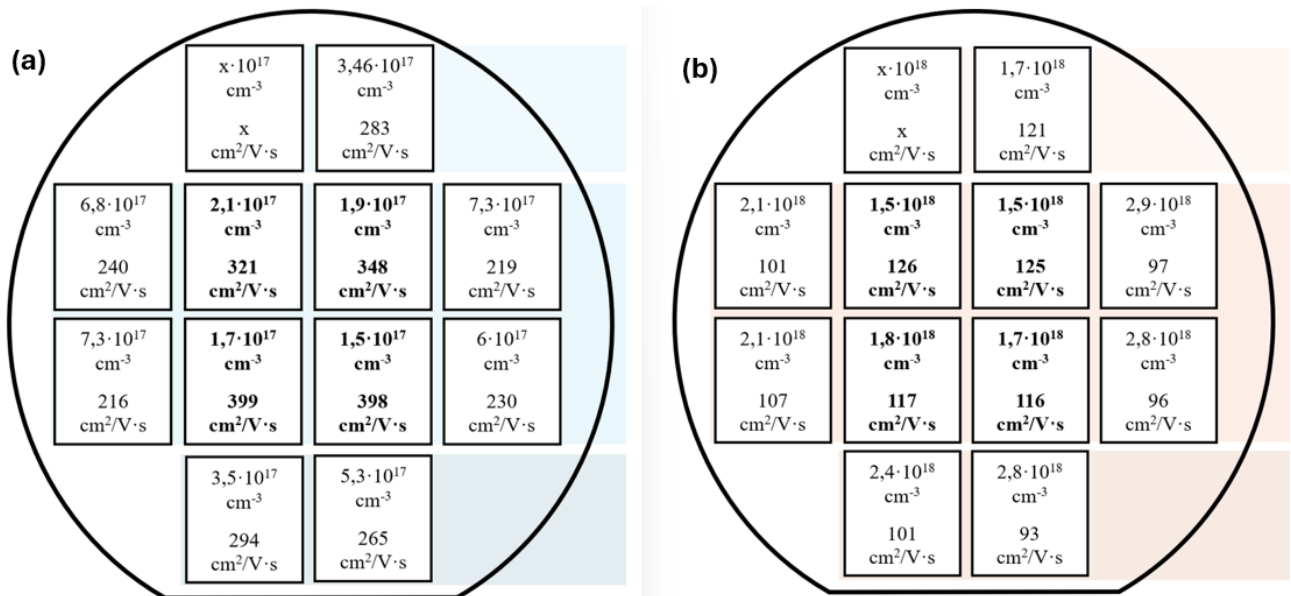 (a)
x·10¹⁷
cm⁻³
x
cm²/V·s
3,46·10¹⁷
cm⁻³
283
cm²/V·s
6,8·10¹⁷
cm⁻³
240
cm²/V·s
2,1·10¹⁷
cm⁻³
321
cm²/V·s
1,9·10¹⁷
cm⁻³
348
cm²/V·s
7,3·10¹⁷
cm⁻³
219
cm²/V·s
7,3·10¹⁷
cm⁻³
216
cm²/V·s
1,7·10¹⁷
cm⁻³
399
cm²/V·s
1,5·10¹⁷
cm⁻³
398
cm²/V·s
6·10¹⁷
cm⁻³
230
cm²/V·s
3,5·10¹⁷
cm⁻³
294
cm²/V·s
5,3·10¹⁷
cm⁻³
265
cm²/V·s
(b)
x·10¹⁸
cm⁻³
x
cm²/V·s
1,7·10¹⁸
cm⁻³
121
cm²/V·s
2,1·10¹⁸
cm⁻³
101
cm²/V·s
1,5·10¹⁸
cm⁻³
126
cm²/V·s
1,5·10¹⁸
cm⁻³
125
cm²/V·s
2,9·10¹⁸
cm⁻³
97
cm²/V·s
2,1·10¹⁸
cm⁻³
107
cm²/V·s
1,8·10¹⁸
cm⁻³
117
cm²/V·s
1,7·10¹⁸
cm⁻³
116
cm²/V·s
2,8·10¹⁸
cm⁻³
96
cm²/V·s
2,4·10¹⁸
cm⁻³
101
cm²/V·s
2,8·10¹⁸
cm⁻³
93
cm²/V·s